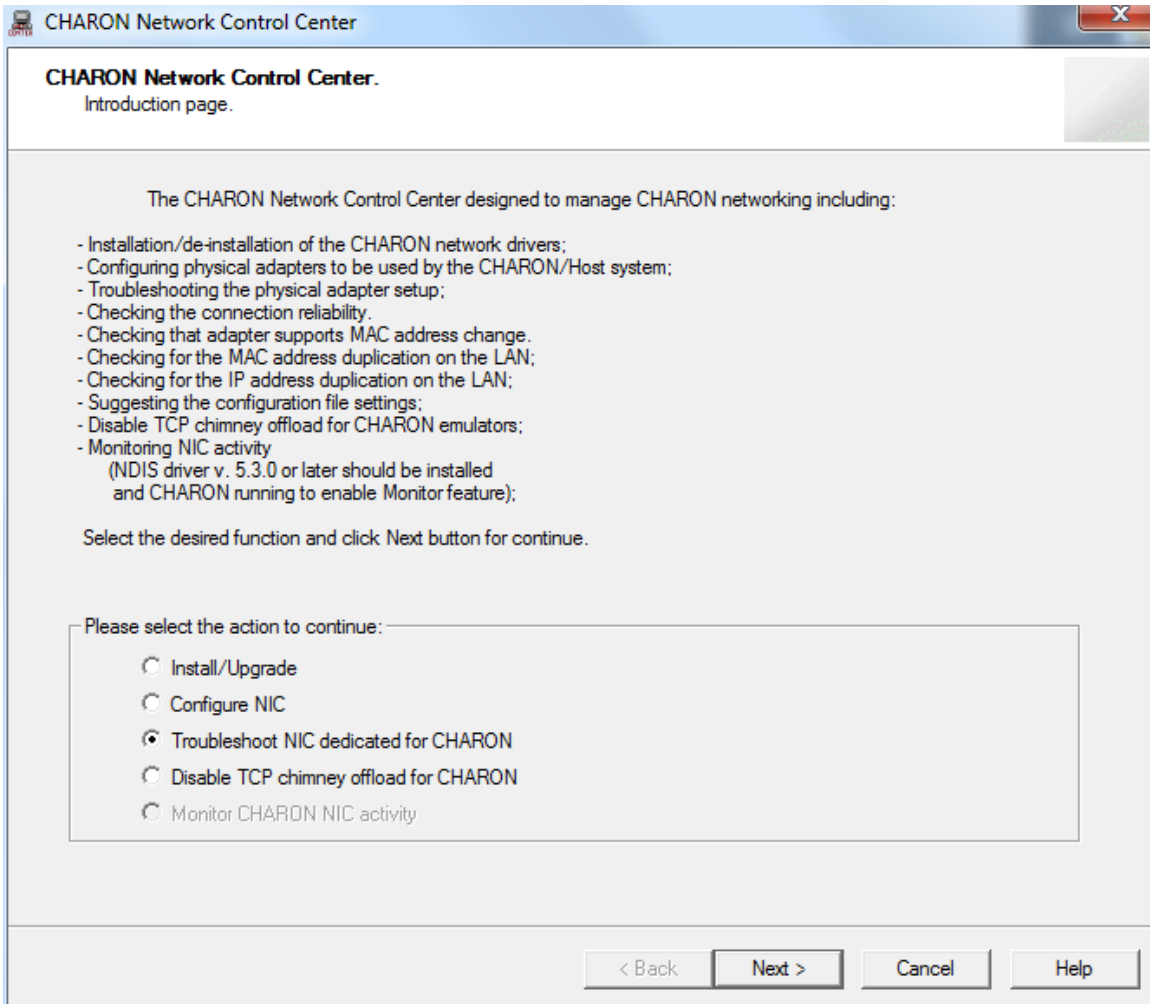 CHARON Network Control Center
CHARON Network Control Center.
Introduction page.
The CHARON Network Control Center designed to manage CHARON networking including:
- Installation/de-installation of the CHARON network drivers;
- Configuring physical adapters to be used by the CHARON/Host system;
- Troubleshooting the physical adapter setup;
- Checking the connection reliability.
- Checking that adapter supports MAC address change.
- Checking for the MAC address duplication on the LAN;
- Checking for the IP address duplication on the LAN;
- Suggesting the configuration file settings;
- Disable TCP chimney offload for CHARON emulators;
- Monitoring NIC activity
(NDIS driver v. 5.3.0 or later should be installed
and CHARON running to enable Monitor feature);
Select the desired function and click Next button for continue.
Please select the action to continue:
Install/Upgrade
Configure NIC
Troubleshoot NIC dedicated for CHARON
Disable TCP chimney offload for CHARON
Monitor CHARON NIC activity
< Back Next > Cancel Help